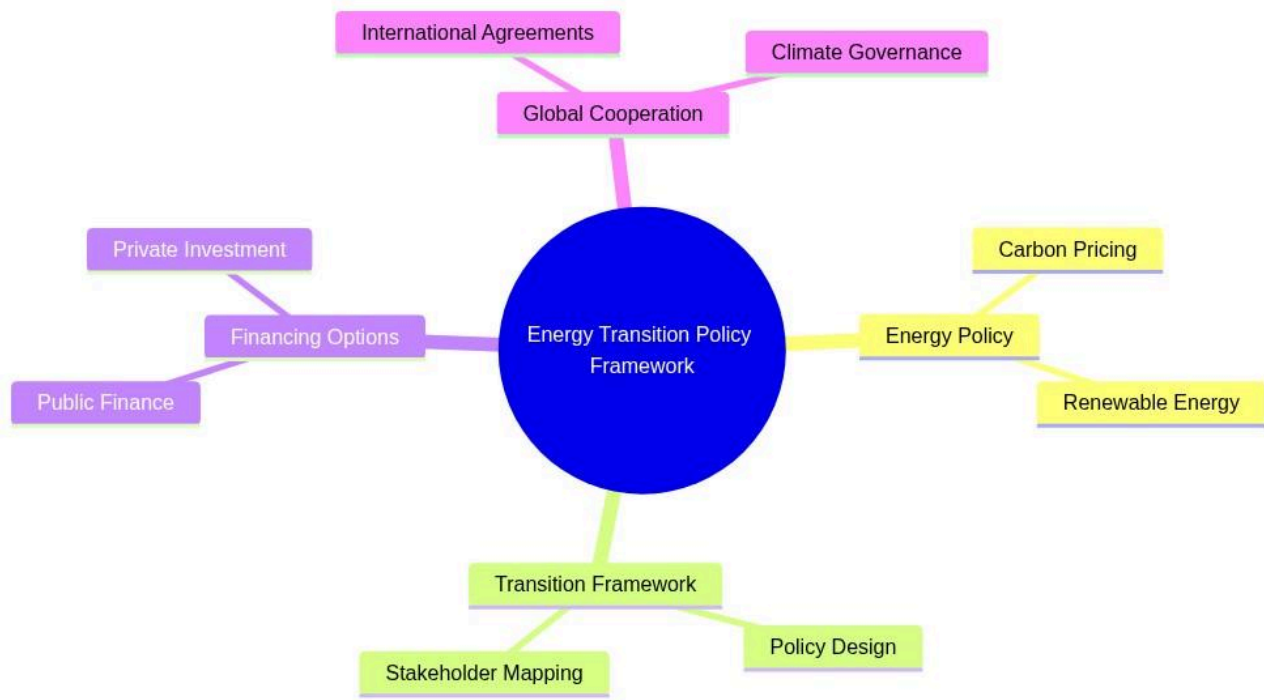 International Agreements
Climate Governance
Global Cooperation
Private Investment
Carbon Pricing
Financing Options
Energy Transition Policy
Framework
Energy Policy
Public Finance
Renewable Energy
Transition Framework
Policy Design
Stakeholder Mapping